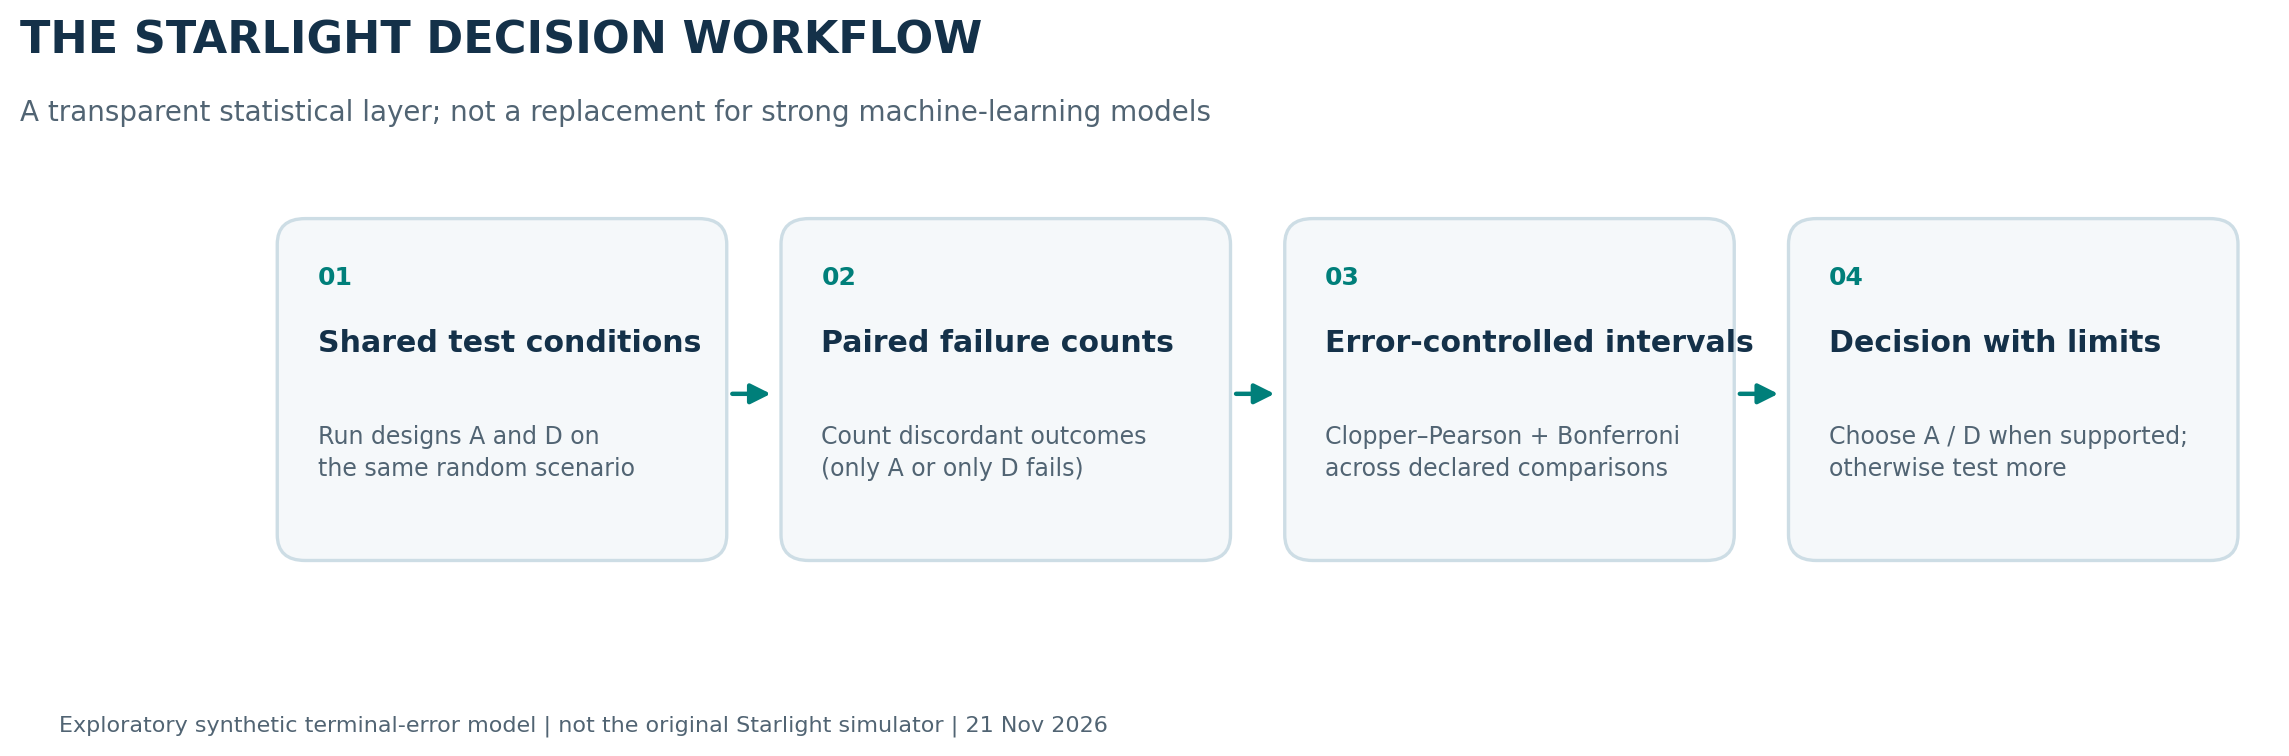 THE STARLIGHT DECISION WORKFLOW
A transparent statistical layer; not a replacement for strong machine-learning models
01
Shared test conditions
Run designs A and D on
the same random scenario
02
Paired failure counts
Count discordant outcomes
(only A or only D fails)
03
Error-controlled intervals
Clopper–Pearson + Bonferroni
across declared comparisons
04
Decision with limits
Choose A / D when supported;
otherwise test more
Exploratory synthetic terminal-error model | not the original Starlight simulator | 21 Nov 2026